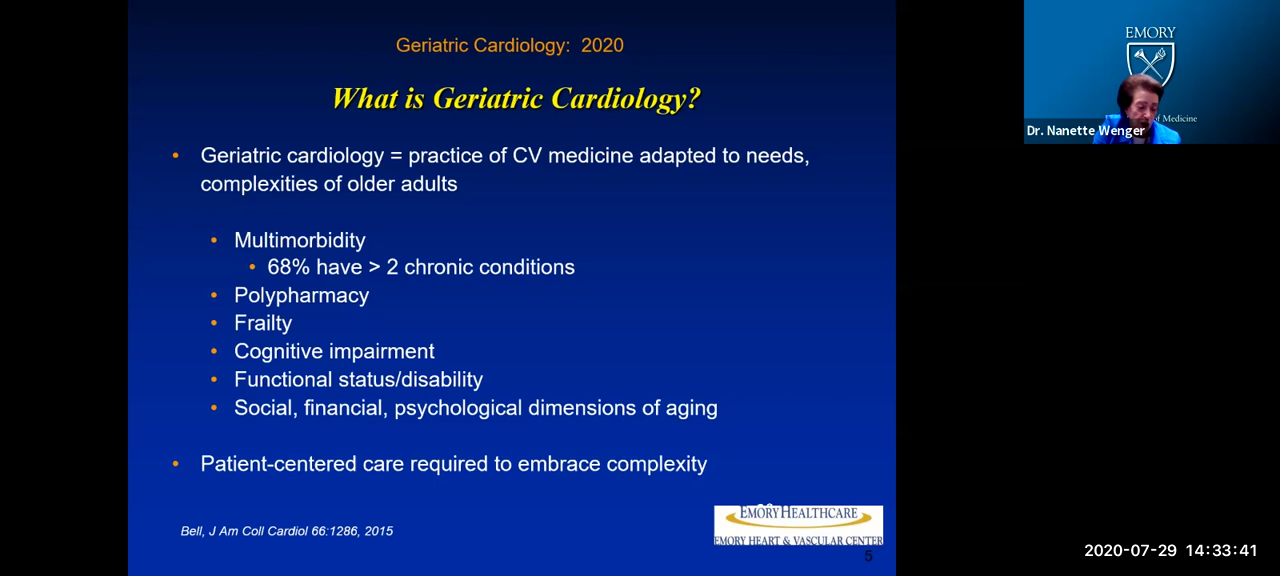 Geriatric Cardiology: 2020
What is Geriatric Cardiology?
• Geriatric cardiology = practice of CV medicine adapted to needs,
complexities of older adults
• Multimorbidity
• 68% have > 2 chronic conditions
• Polypharmacy
• Frailty
• Cognitive impairment
• Functional status/disability
• Social, financial, psychological dimensions of aging
• Patient-centered care required to embrace complexity
Bell, J Am Coll Cardiol 66:1286, 2015
EMORY HEALTHCARE
EMORY HEART & VASCULAR CENTER
5
EMORY
of Medicine
Dr. Nanette Wenger
2020-07-29 14:33:41